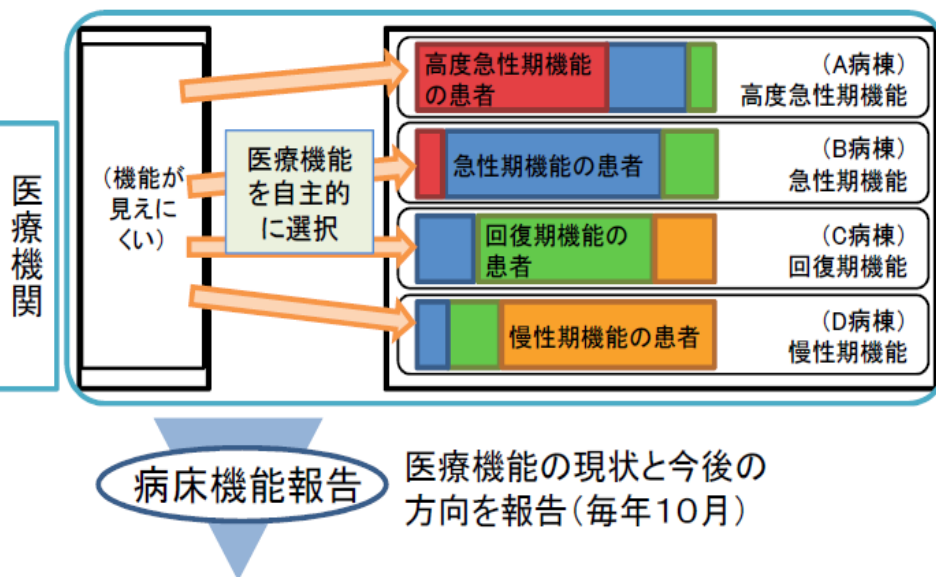 医療機関
(機能が
見えに
くい)
医療機能
を自主的
に選択
高度急性期機能
の患者
(A病棟)
高度急性期機能
急性期機能の患者
(B病棟)
急性期機能
回復期機能の
患者
(C病棟)
回復期機能
慢性期機能の患者
(D病棟)
慢性期機能
病床機能報告
医療機能の現状と今後の
方向を報告(毎年10月)